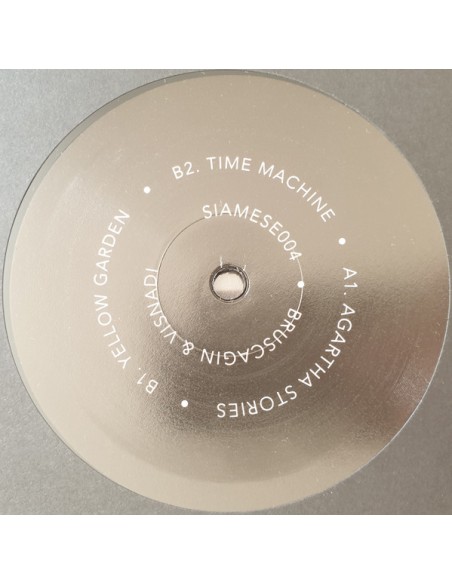 A1. AGARTHA STORIES • B1. YELLOW GARDEN • B2. TIME MACHINE •
SIAMESE004 • BRUSCAGIN & VISNADI